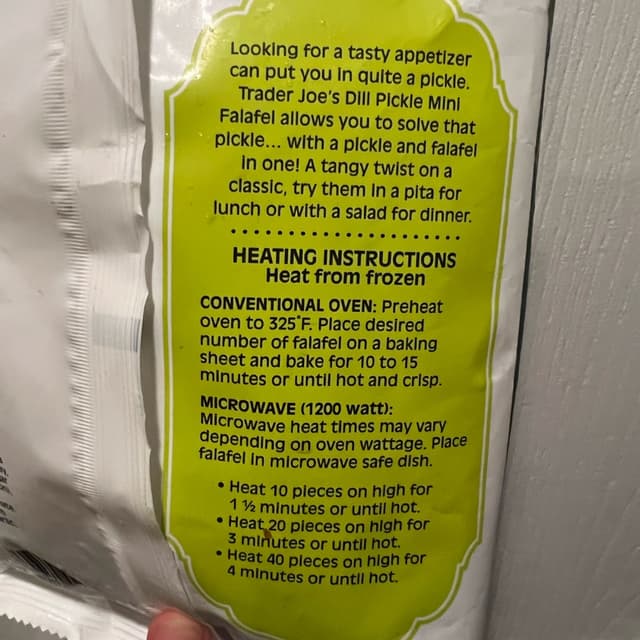 Looking for a tasty appetizer
can put you in quite a pickle.
Trader Joe's Dill Pickle Mini
Falafel allows you to solve that
pickle... with a pickle and falafel
in one! A tangy twist on a
classic, try them in a pita for
lunch or with a salad for dinner.
HEATING INSTRUCTIONS
Heat from frozen
CONVENTIONAL OVEN: Preheat
oven to 325°F. Place desired
number of falafel on a baking
sheet and bake for 10 to 15
minutes or until hot and crisp.
MICROWAVE (1200 watt):
Microwave heat times may vary
depending on oven wattage. Place
falafel in microwave safe dish.
• Heat 10 pieces on high for
1 ½ minutes or until hot.
• Heat 20 pieces on high for
3 minutes or until hot.
• Heat 40 pieces on high for
4 minutes or until hot.